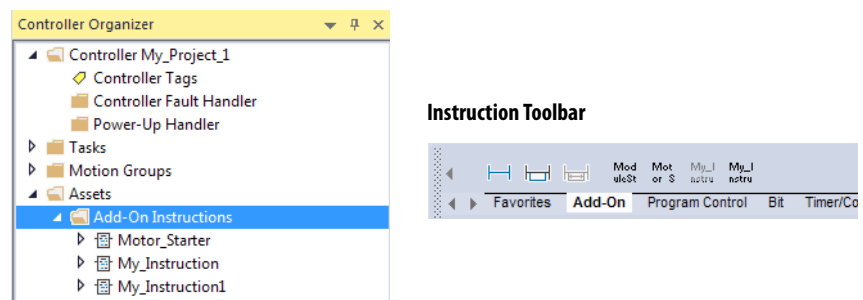 Controller Organizer
Controller My_Project_1
Controller Tags
Controller Fault Handler
Power-Up Handler
Tasks
Motion Groups
Assets
Add-On Instructions
Motor_Starter
My_Instruction
My_Instruction1
Instruction Toolbar
Mod Mot My_I My_I
uleSt or S nstru nstru
Favorites Add-On Program Control Bit Timer/Co